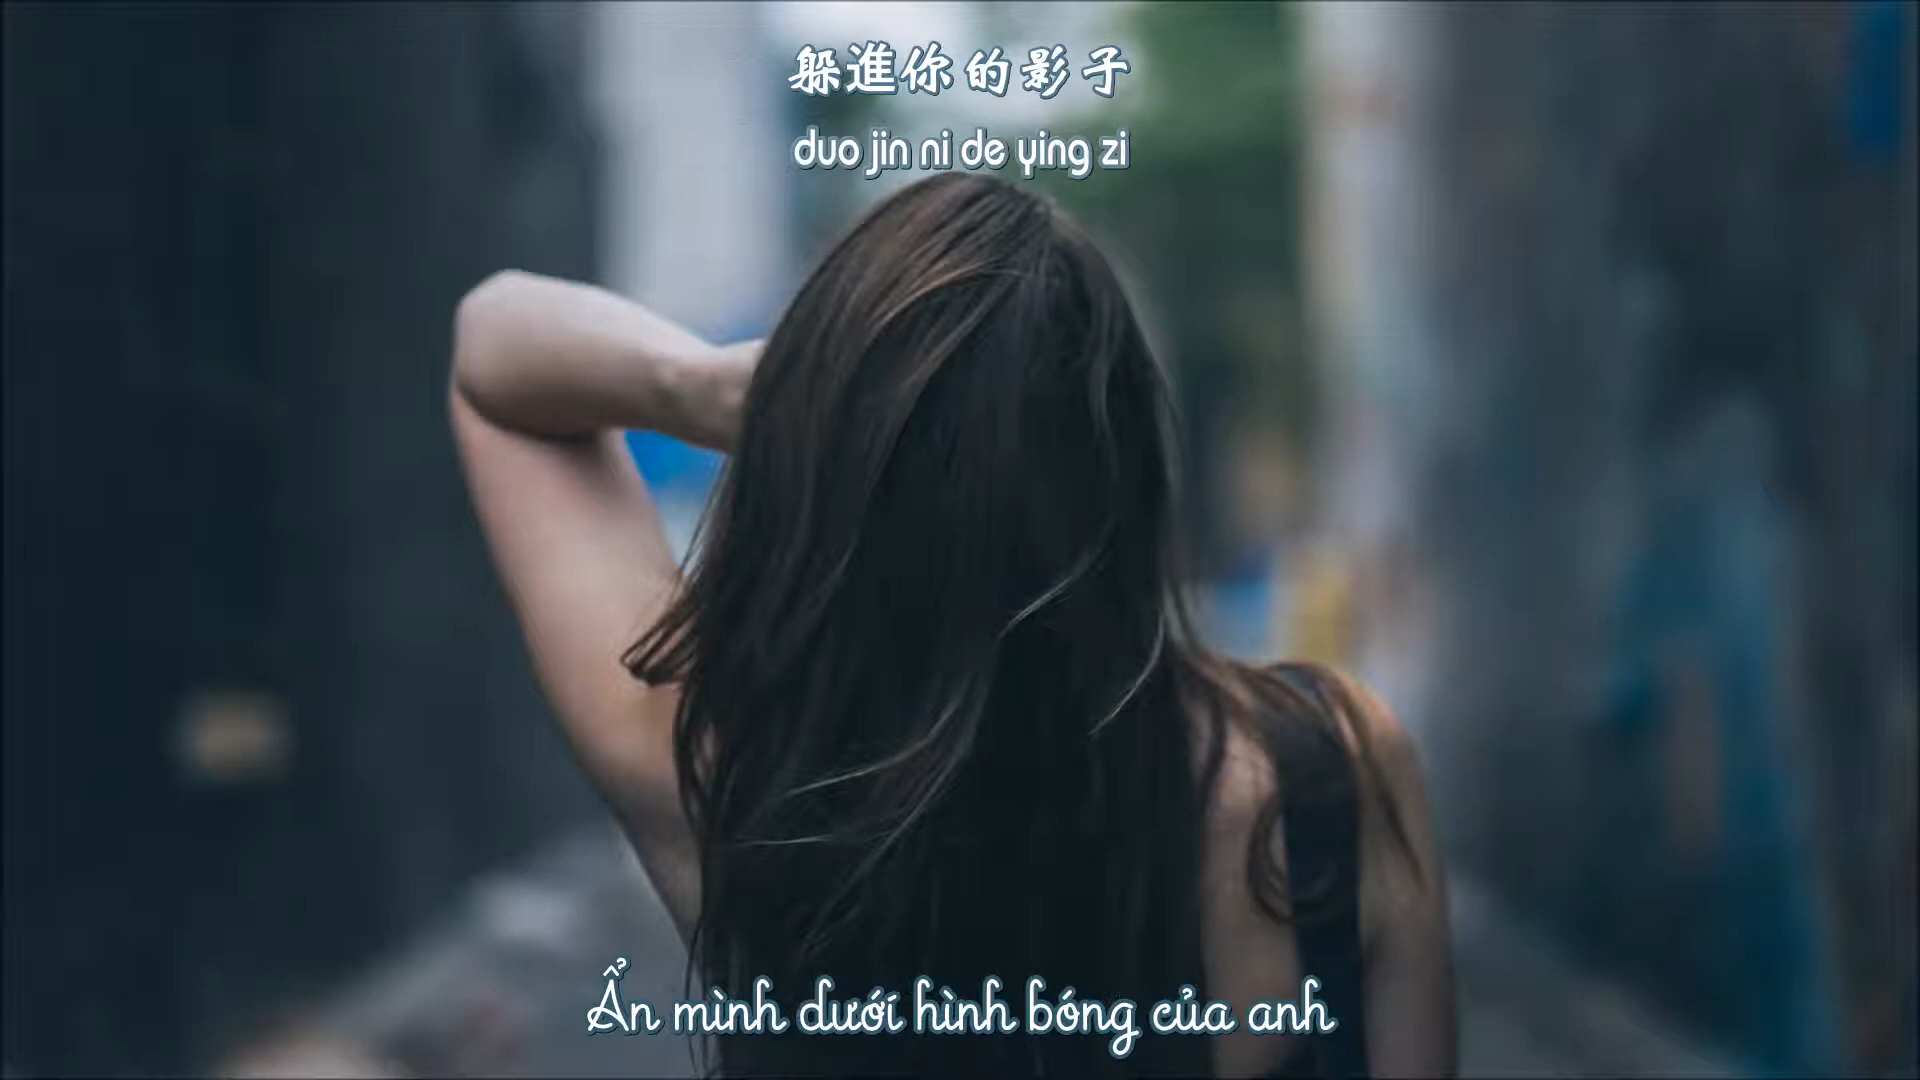 躲進你的影子
duo jin ni de ying zi
Ẩn mình dưới hình bóng của anh